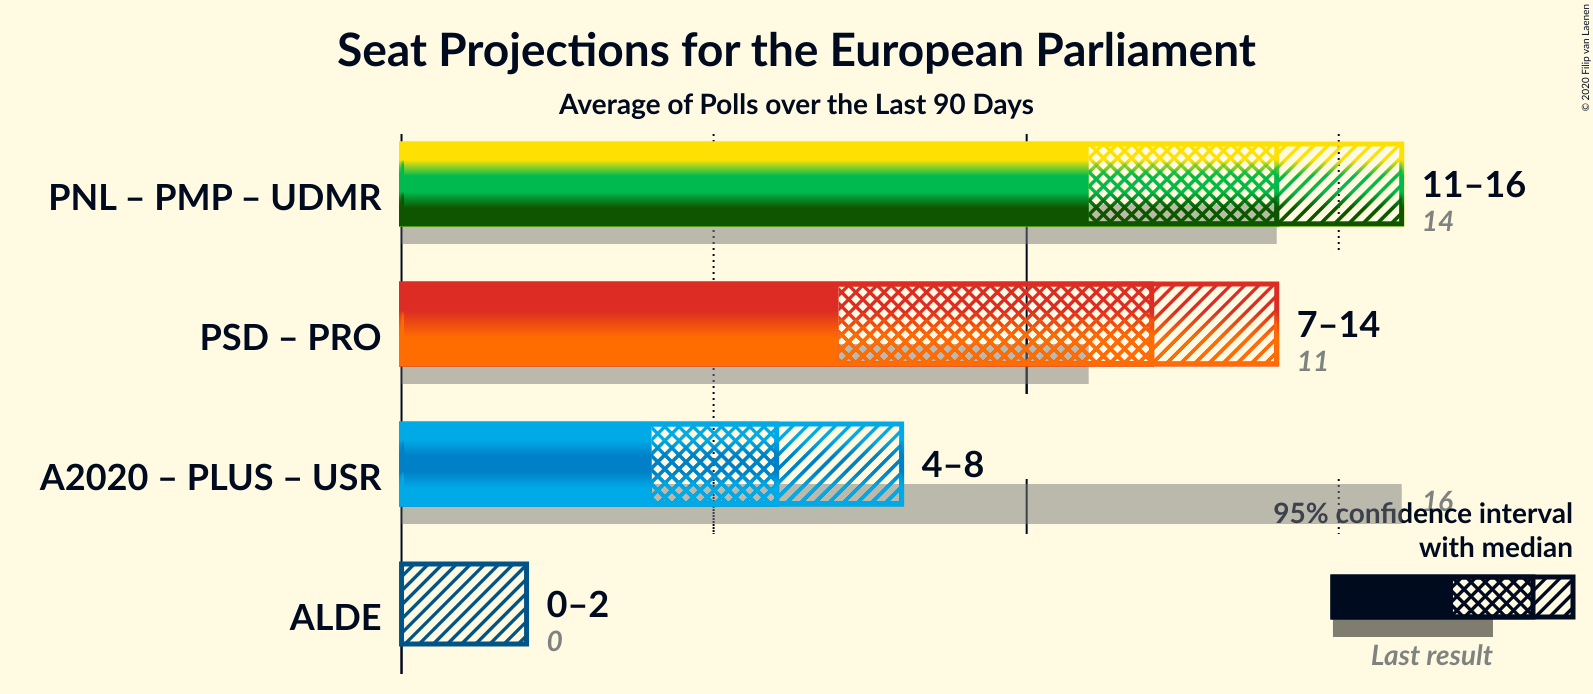 Seat Projections for the European Parliament
Average of Polls over the Last 90 Days
© 2020 Filip van Laenen
PNL – PMP – UDMR
11–16
14
PSD – PRO
7–14
11
A2020 – PLUS – USR
4–8
16
ALDE
0–2
0
95% confidence interval
with median
Last result